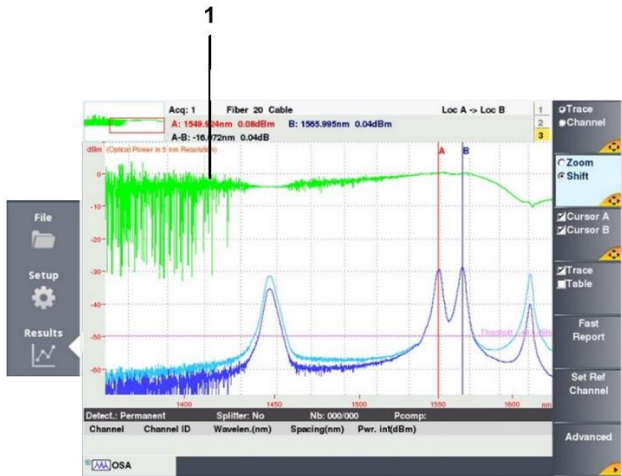 1
Acq: 1 Fiber 20 Cable Loc A -> Loc B
A: 1549.924nm 0.08dBm B: 1565.995nm 0.04dBm
A-B: -16.072nm 0.04dB
1
2
3
dBm (Optical Power in 5 nm Resolution)
A B
0
-10
-20
-30
-40
-50
-60
Threshold
1400 1450 1500 1550 1600 nm
Detect.: Permanent Splitter: No Nb: 000/000 Pcomp:
Channel Channel ID Wavelen.(nm) Spacing(nm) Pwr. int(dBm)
OSA
File
Setup
Results
Trace
Channel
Zoom
Shift
Cursor A
Cursor B
Trace
Table
Fast
Report
Set Ref
Channel
Advanced